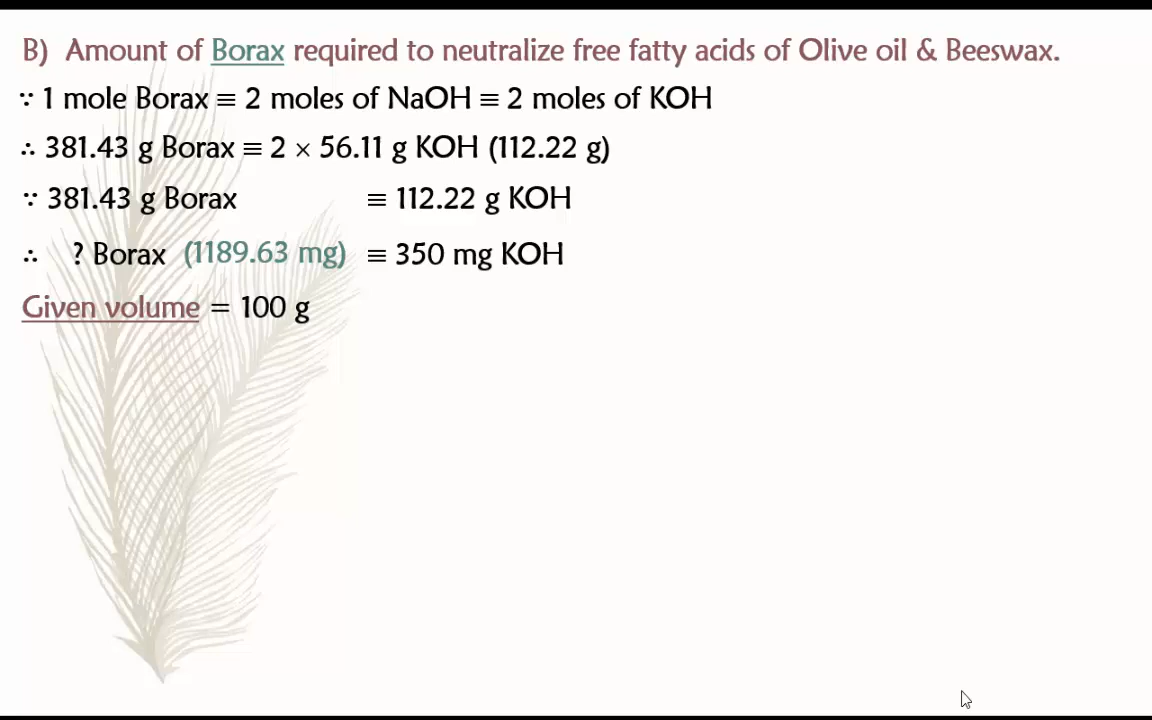 B) Amount of Borax required to neutralize free fatty acids of Olive oil & Beeswax.
∵ 1 mole Borax ≡ 2 moles of NaOH ≡ 2 moles of KOH
∴ 381.43 g Borax ≡ 2 × 56.11 g KOH (112.22 g)
∵ 381.43 g Borax ≡ 112.22 g KOH
∴ ? Borax (1189.63 mg) ≡ 350 mg KOH
Given volume = 100 g